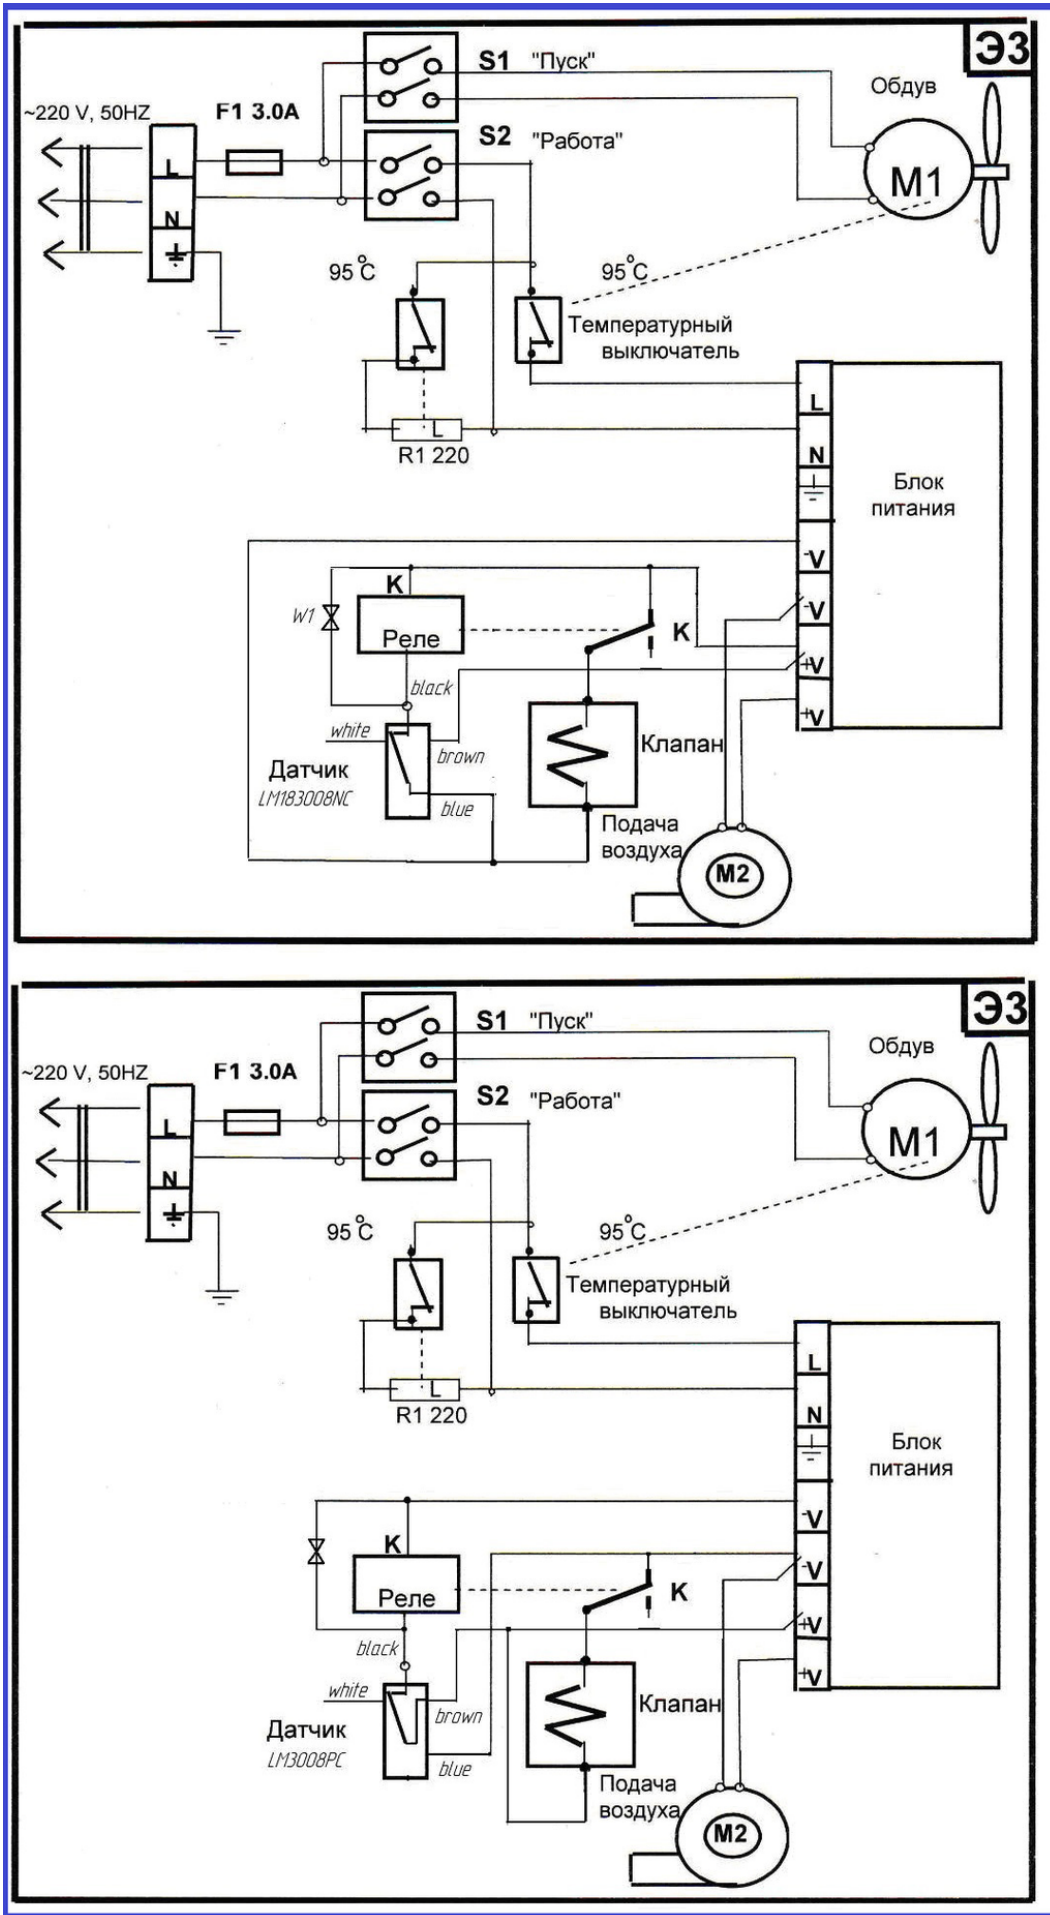 Э3
S1 "Пуск"
Обдув
~220 V, 50HZ
F1 3.0A
S2 "Работа"
L
M1
N
95°C
95°C
Температурный
выключатель
L
L
R1 220
N
Блок
питания
-V
K
W1
-V
Реле
K
+V
black
white
+V
Клапан
brown
Датчик
LM183008NC
blue
Подача
воздуха
M2
Э3
S1 "Пуск"
Обдув
~220 V, 50HZ
F1 3.0A
S2 "Работа"
L
M1
N
95°C
95°C
Температурный
выключатель
L
L
R1 220
N
Блок
питания
-V
K
-V
Реле
K
+V
black
+V
white
Клапан
brown
Датчик
LM3008PC
blue
Подача
воздуха
M2